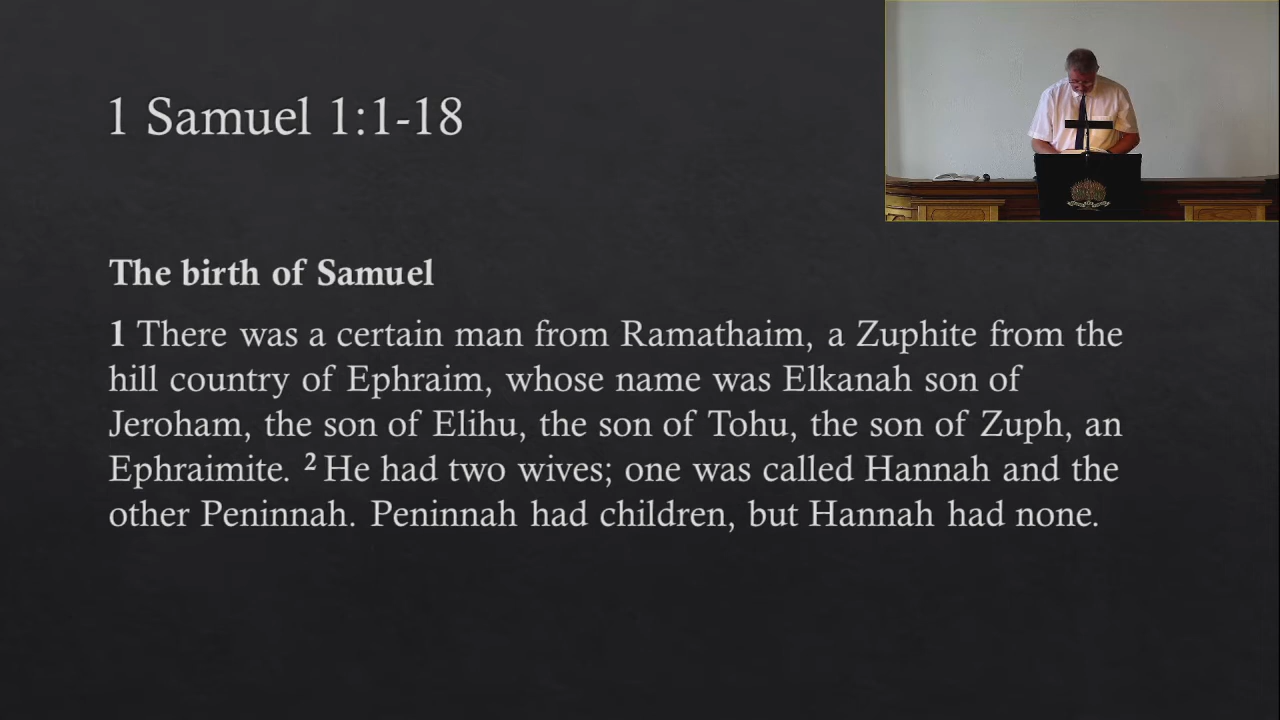 1 Samuel 1:1-18
The birth of Samuel
1 There was a certain man from Ramathaim, a Zuphite from the
hill country of Ephraim, whose name was Elkanah son of
Jeroham, the son of Elihu, the son of Tohu, the son of Zuph, an
Ephraimite. ² He had two wives; one was called Hannah and the
other Peninnah. Peninnah had children, but Hannah had none.